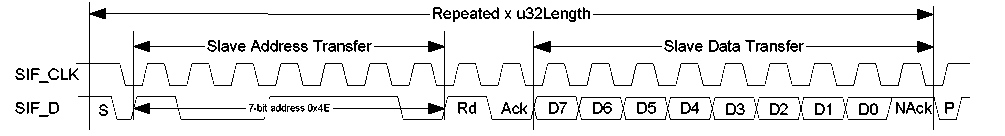 Repeated x u32Length
Slave Address Transfer Slave Data Transfer
SIF_CLK
SIF_D S 7-bit address 0x4E Rd Ack D7 D6 D5 D4 D3 D2 D1 D0 NAck P